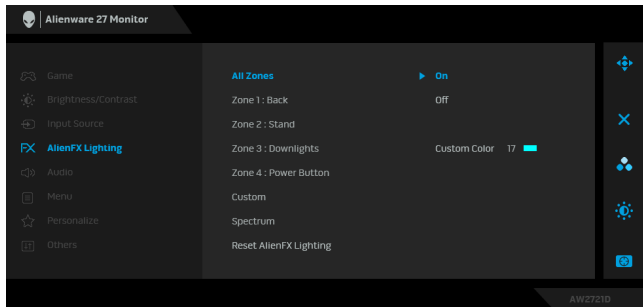 Alienware 27 Monitor
Game
Brightness/Contrast
Input Source
FX AlienFX Lighting
Audio
Menu
Personalize
Others
All Zones On
Zone 1 : Back Off
Zone 2 : Stand
Zone 3 : Downlights Custom Color 17
Zone 4 : Power Button
Custom
Spectrum
Reset AlienFX Lighting
AW2721D